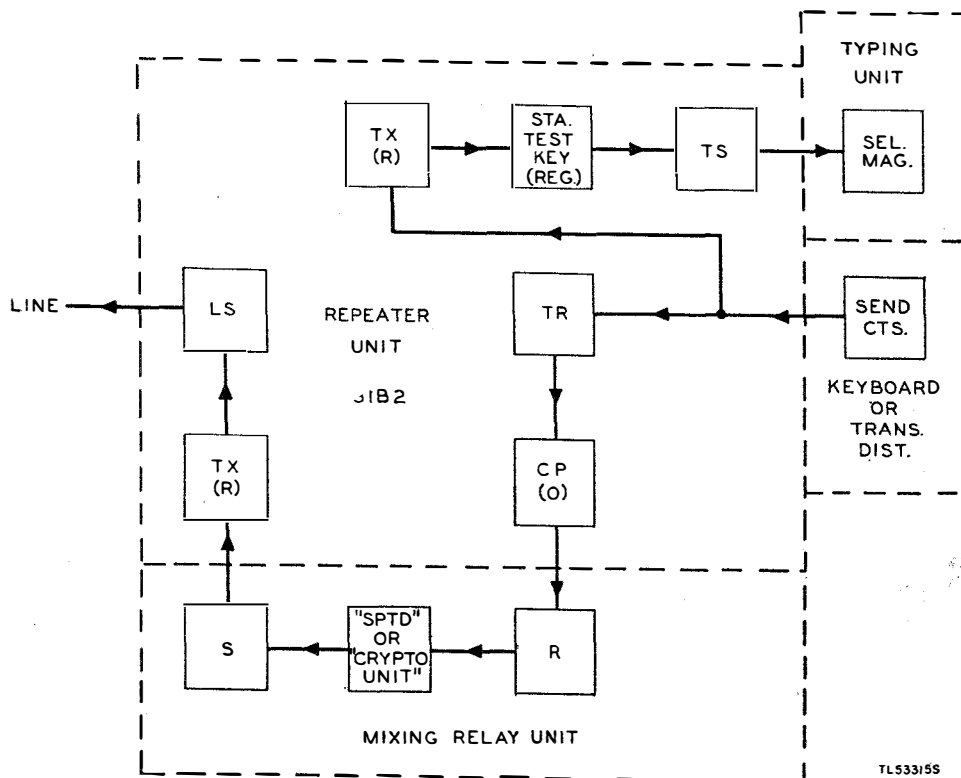 TYPING
UNIT
TX
(R)
STA.
TEST
KEY
(REG.)
TS
SEL.
MAG.
LINE
LS
REPEATER
UNIT
TR
SEND
CTS.
KEYBOARD
OR
TRANS.
DIST.
TX
(R)
CP
(O)
S
"SPTD"
OR
"CRYPTO
UNIT"
R
MIXING RELAY UNIT
TL53315S